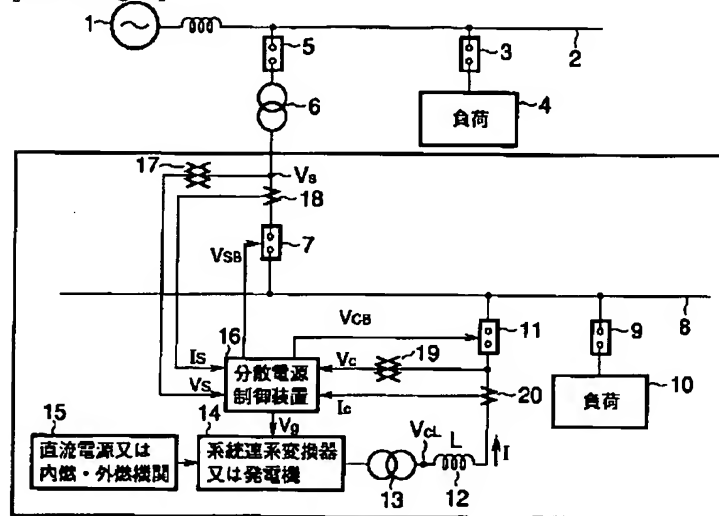 1
2
3
4
5
6
負荷
17
Vs
18
7
VSB
8
VCB
11
9
16
Is
Vc
19
10
分散電源
制御装置
Vs
Ic
20
負荷
15
14
Vg
VCL
L
I
直流電源又は
内燃・外燃機関
系統連系変換器
又は発電機
13
12